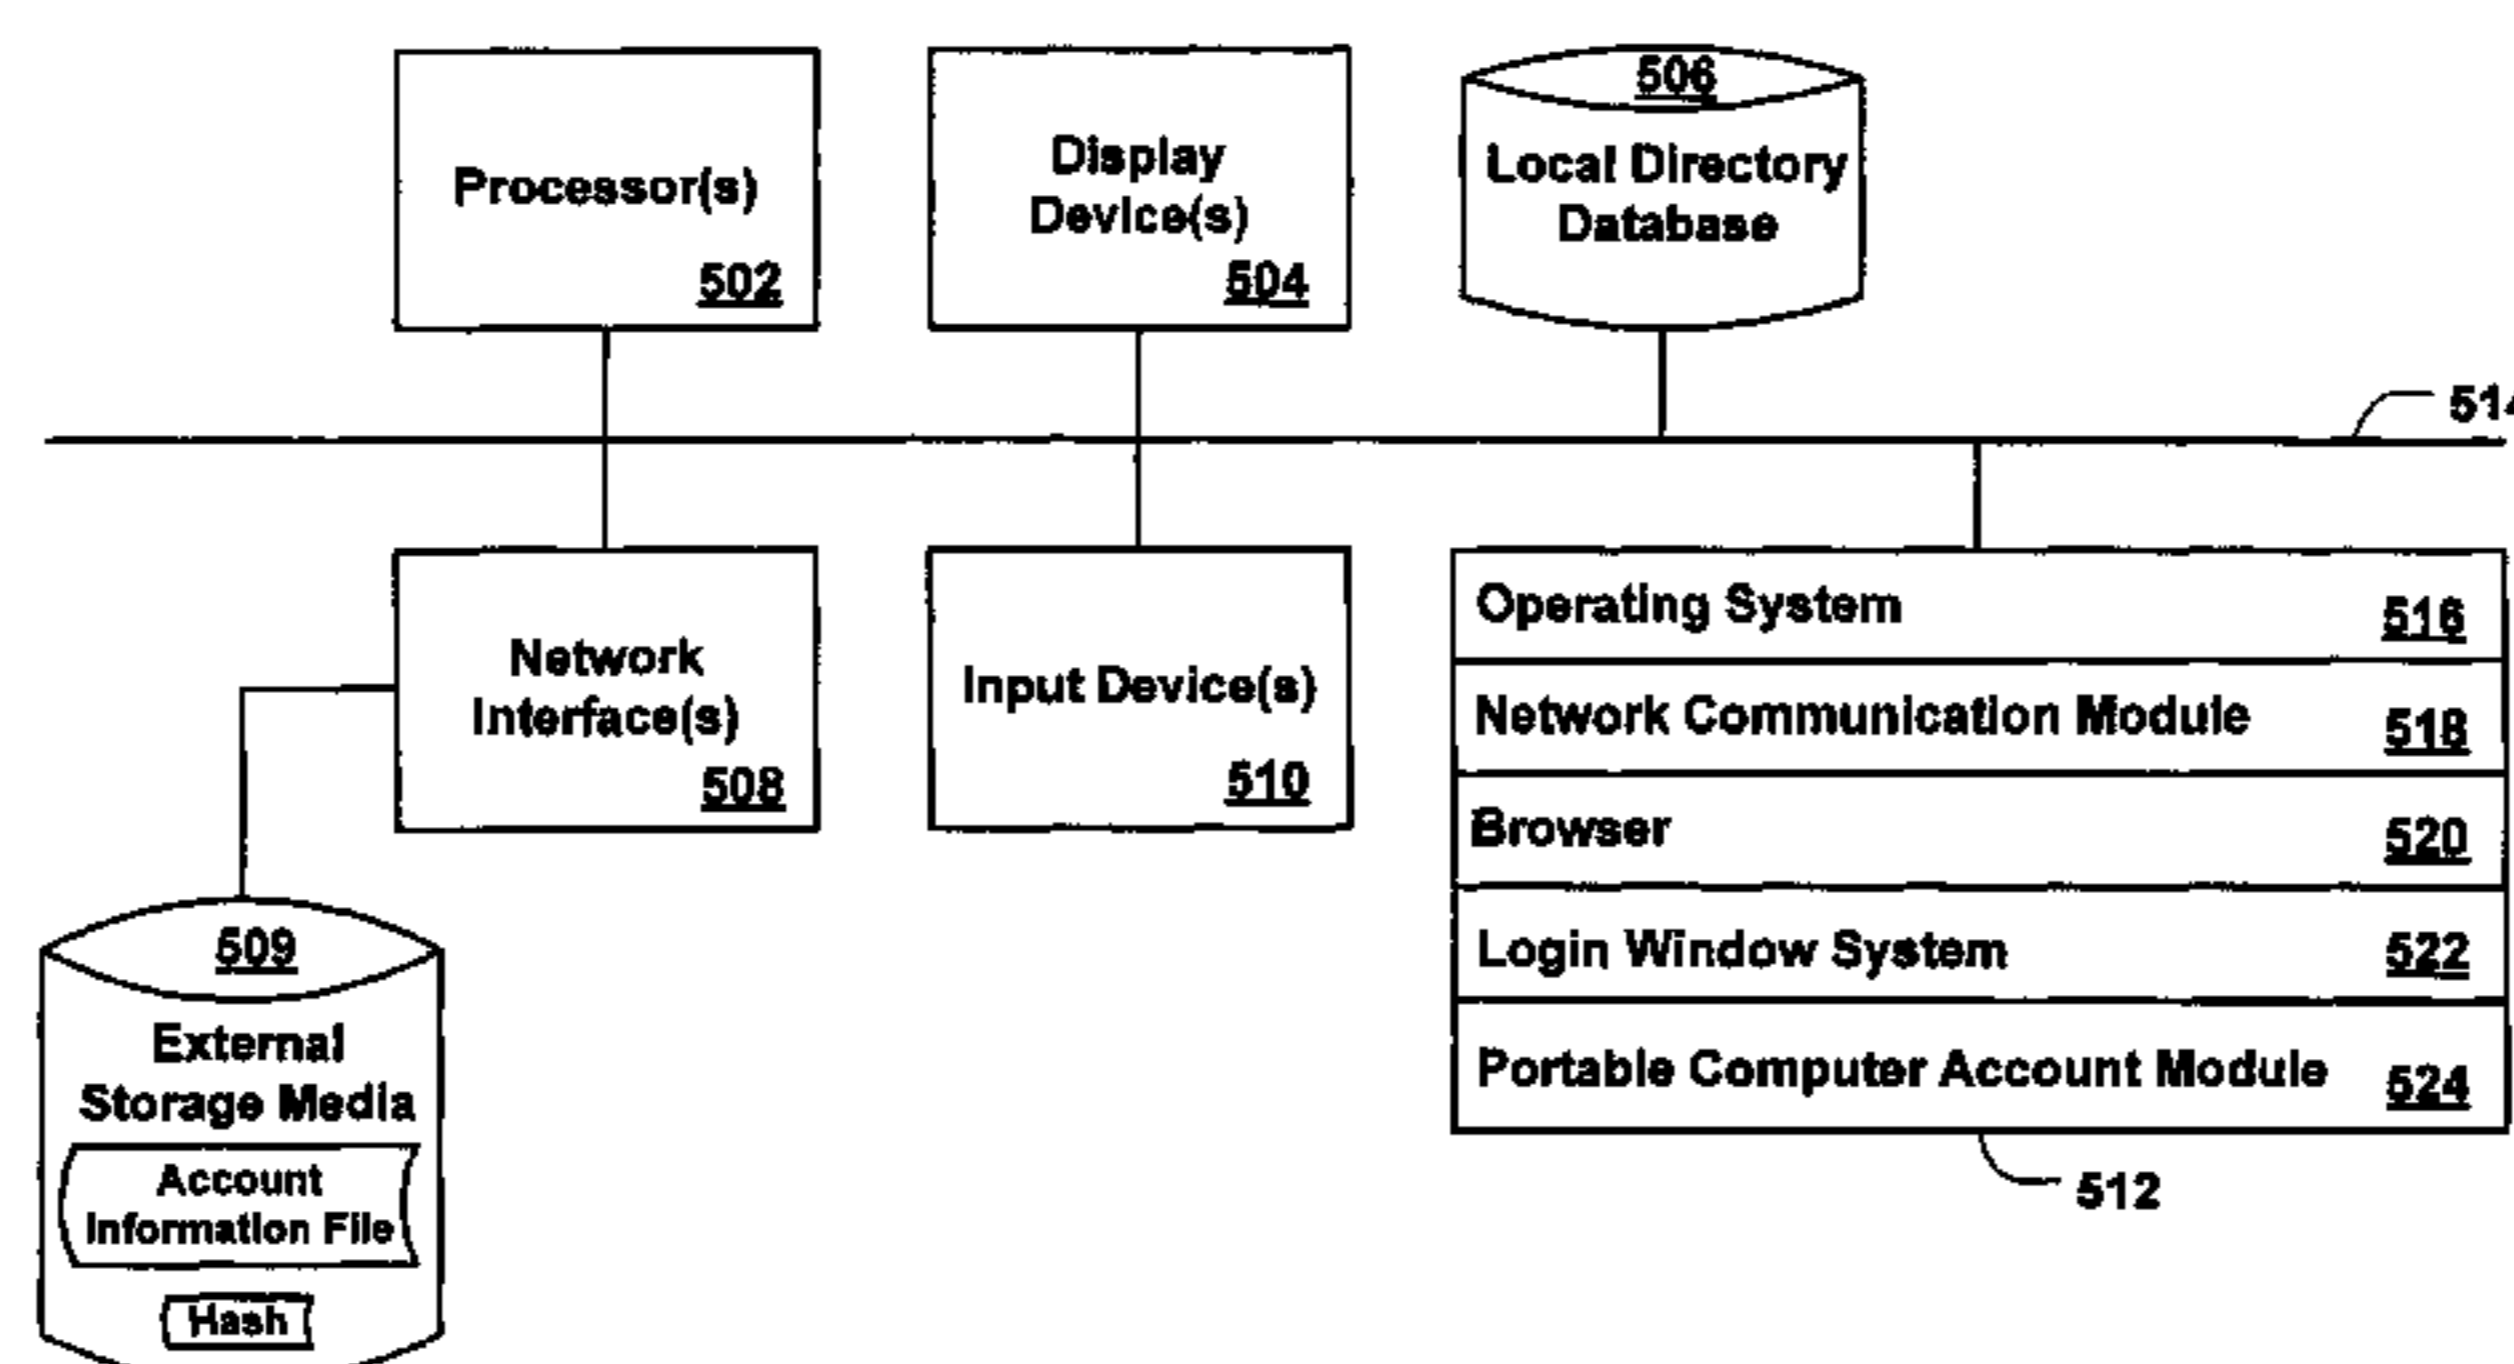 Processor(s)
502
Display
Device(s)
504
506
Local Directory
Database
514
Network
Interface(s)
508
Input Device(s)
510
Operating System 516
Network Communication Module 518
Browser 520
Login Window System 522
Portable Computer Account Module 524
512
509
External
Storage Media
Account
Information File
Hash